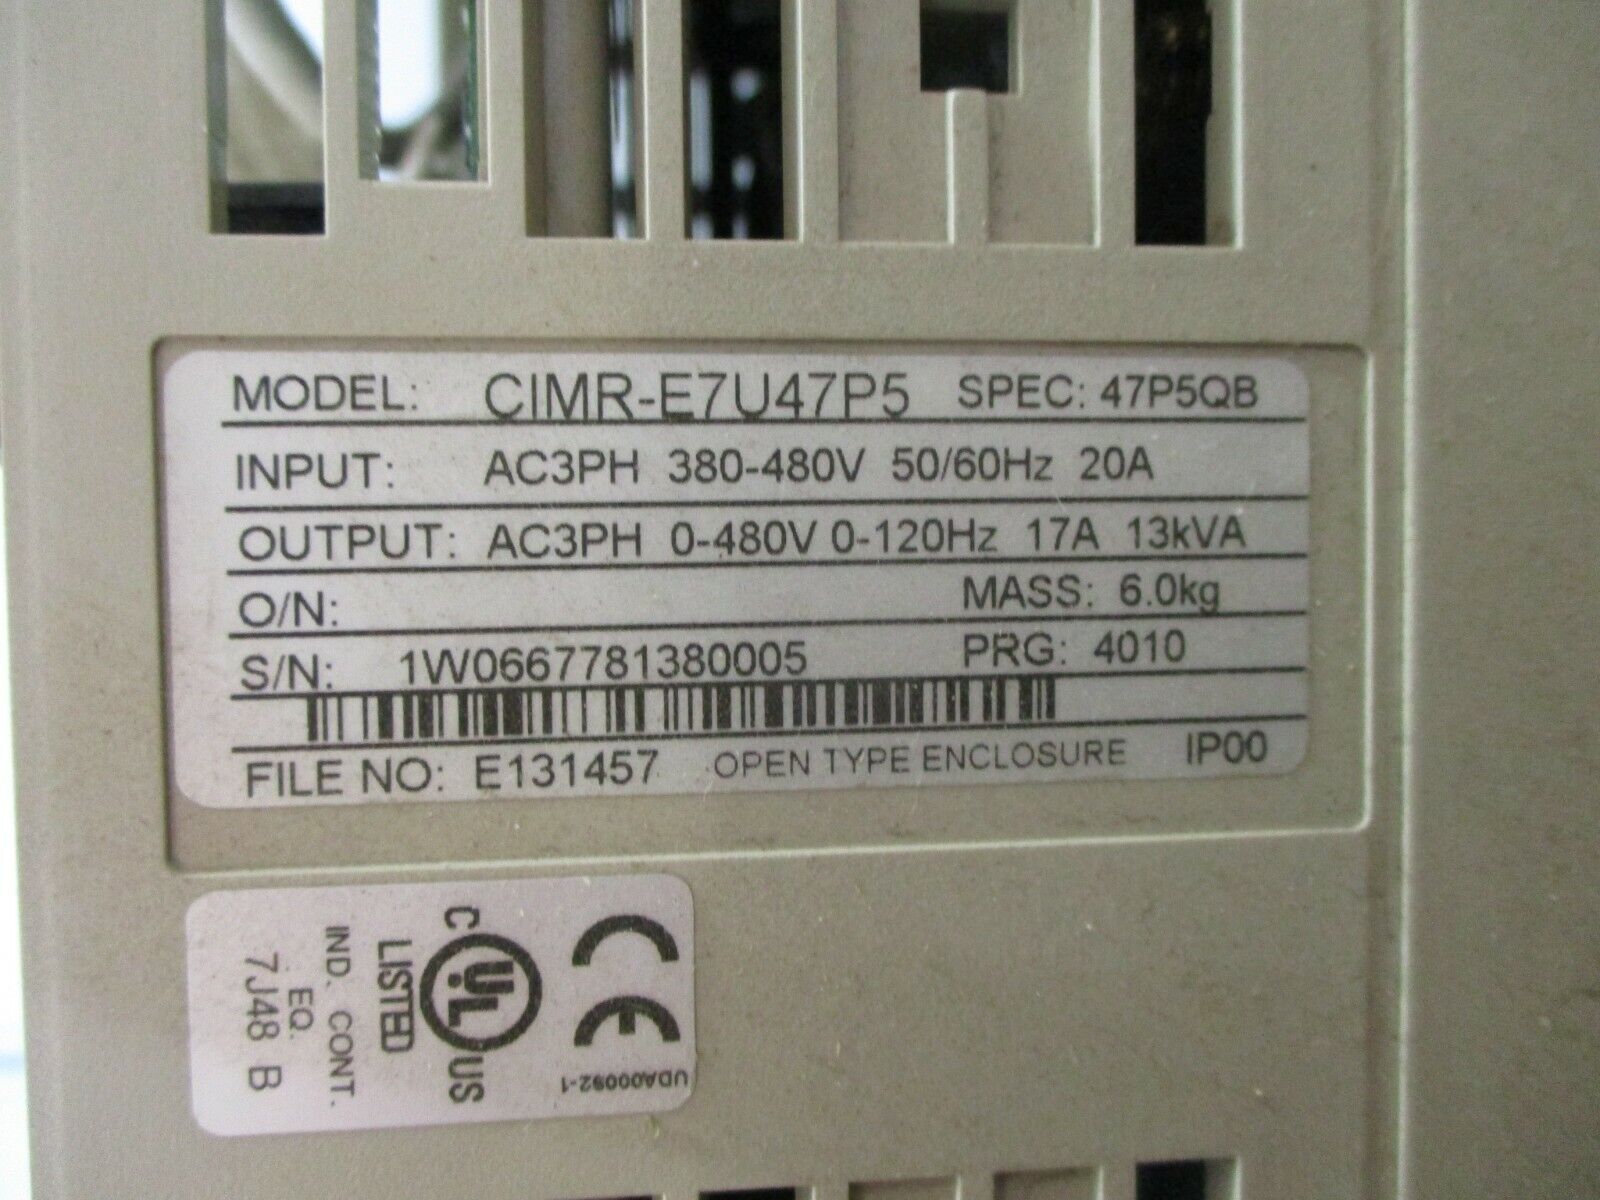 MODEL: CIMR-E7U47P5 SPEC: 47P5QB
INPUT: AC3PH 380-480V 50/60Hz 20A
OUTPUT: AC3PH 0-480V 0-120Hz 17A 13kVA
O/N: MASS: 6.0kg
S/N: 1W0667781380005 PRG: 4010
FILE NO: E131457 OPEN TYPE ENCLOSURE IP00
CE
UDA00092-1
C UL US
LISTED
IND. CONT.
EQ.
7J48 B